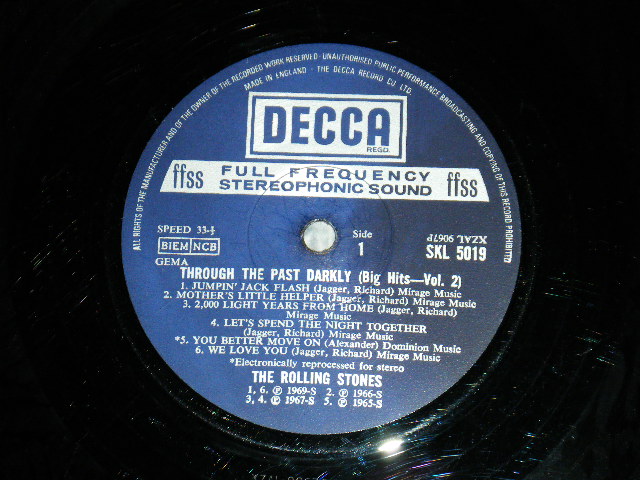 ALL RIGHTS OF THE MANUFACTURER AND OF THE OWNER OF THE RECORDED WORK RESERVED · UNAUTHORISED PUBLIC PERFORMANCE BROADCASTING AND COPYING OF THIS RECORD PROHIBITED
MADE IN ENGLAND · THE DECCA RECORD CO LTD.
DECCA
REGD.
ffss FULL FREQUENCY STEREOPHONIC SOUND ffss
SPEED 33⅓
BIEM NCB
GEMA
Side
1
XZAL 9067P
SKL 5019
THROUGH THE PAST DARKLY (Big Hits—Vol. 2)
1. JUMPIN' JACK FLASH (Jagger, Richard) Mirage Music
2. MOTHER'S LITTLE HELPER (Jagger, Richard) Mirage Music
3. 2,000 LIGHT YEARS FROM HOME (Jagger, Richard)
Mirage Music
4. LET'S SPEND THE NIGHT TOGETHER
(Jagger, Richard) Mirage Music
*5. YOU BETTER MOVE ON (Alexander) Dominion Music
6. WE LOVE YOU (Jagger, Richard) Mirage Music
*Electronically reprocessed for stereo
THE ROLLING STONES
1, 6. ℗ 1969-S 2. ℗ 1966-S
3, 4. ℗ 1967-S 5. ℗ 1965-S